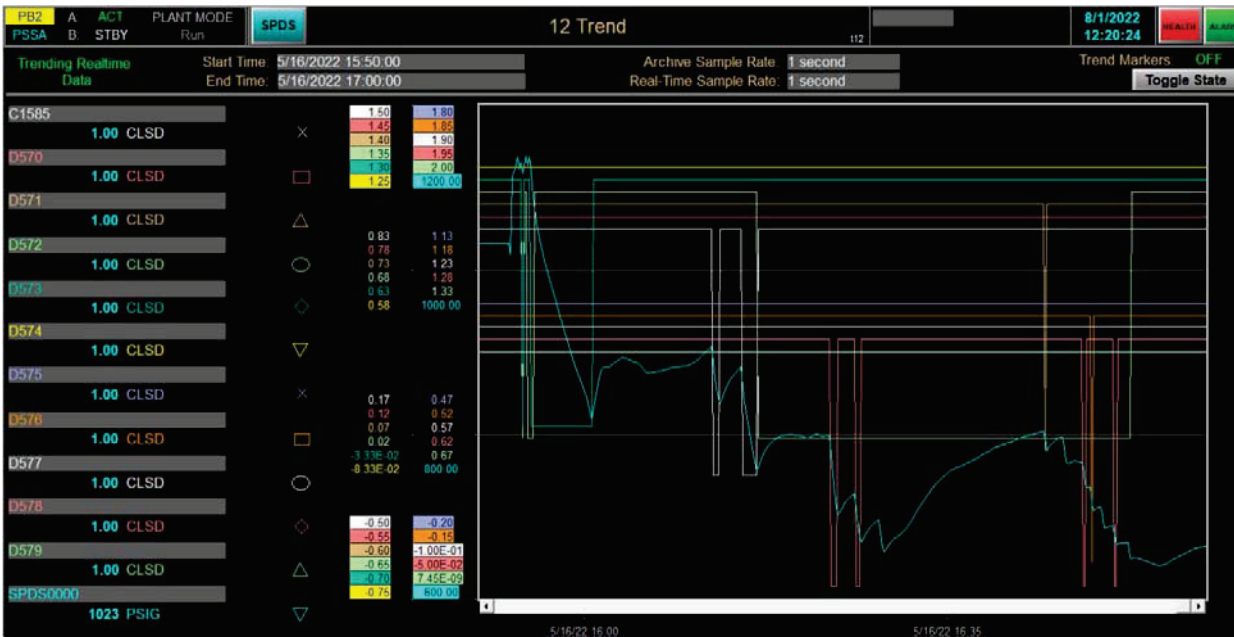 PB2 A: ACT PLANT MODE SPDS 12 Trend t12 8/1/2022 HEALTH ALARM
PSSA B: STBY Run 12:20:24
Trending Realtime Data
Start Time: 5/16/2022 15:50:00
End Time: 5/16/2022 17:00:00
Archive Sample Rate: 1 second
Real-Time Sample Rate: 1 second
Trend Markers OFF
Toggle State
C1585
1.00 CLSD
D570
1.00 CLSD
D571
1.00 CLSD
D572
1.00 CLSD
D573
1.00 CLSD
D574
1.00 CLSD
D575
1.00 CLSD
D576
1.00 CLSD
D577
1.00 CLSD
D578
1.00 CLSD
D579
1.00 CLSD
SPDS0000
1023 PSIG
1.50 1.80
1.45 1.85
1.40 1.90
1.35 1.95
1.30 2.00
1.25 1200.00
0.83 1.13
0.78 1.18
0.73 1.23
0.68 1.28
0.63 1.33
0.58 1000.00
0.17 0.47
0.12 0.52
0.07 0.57
0.02 0.62
-3.33E-02 0.67
-8.33E-02 800.00
-0.50 -0.20
-0.55 -0.15
-0.60 -1.00E-01
-0.65 -5.00E-02
-0.70 7.45E-09
-0.75 600.00
5/16/22 16:00 5/16/22 16:35